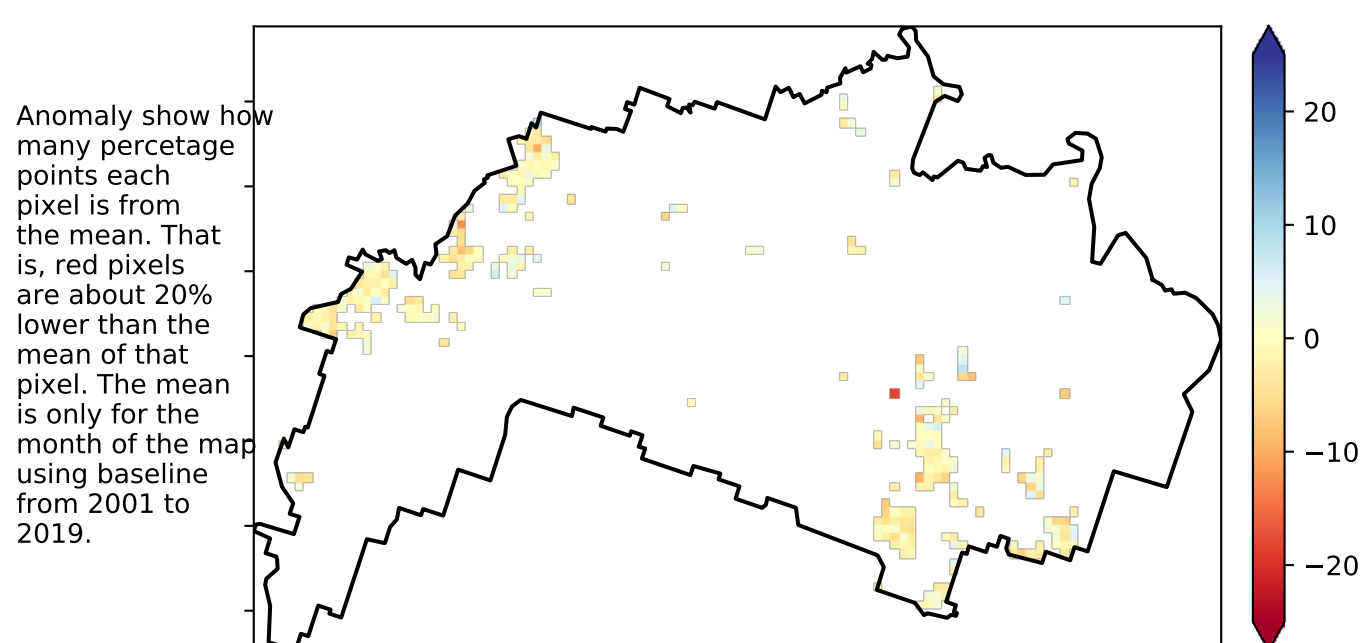 Anomaly show how
many percetage
points each
pixel is from
the mean. That
is, red pixels
are about 20%
lower than the
mean of that
pixel. The mean
is only for the
month of the map
using baseline
from 2001 to
2019.
20
10
0
−10
−20